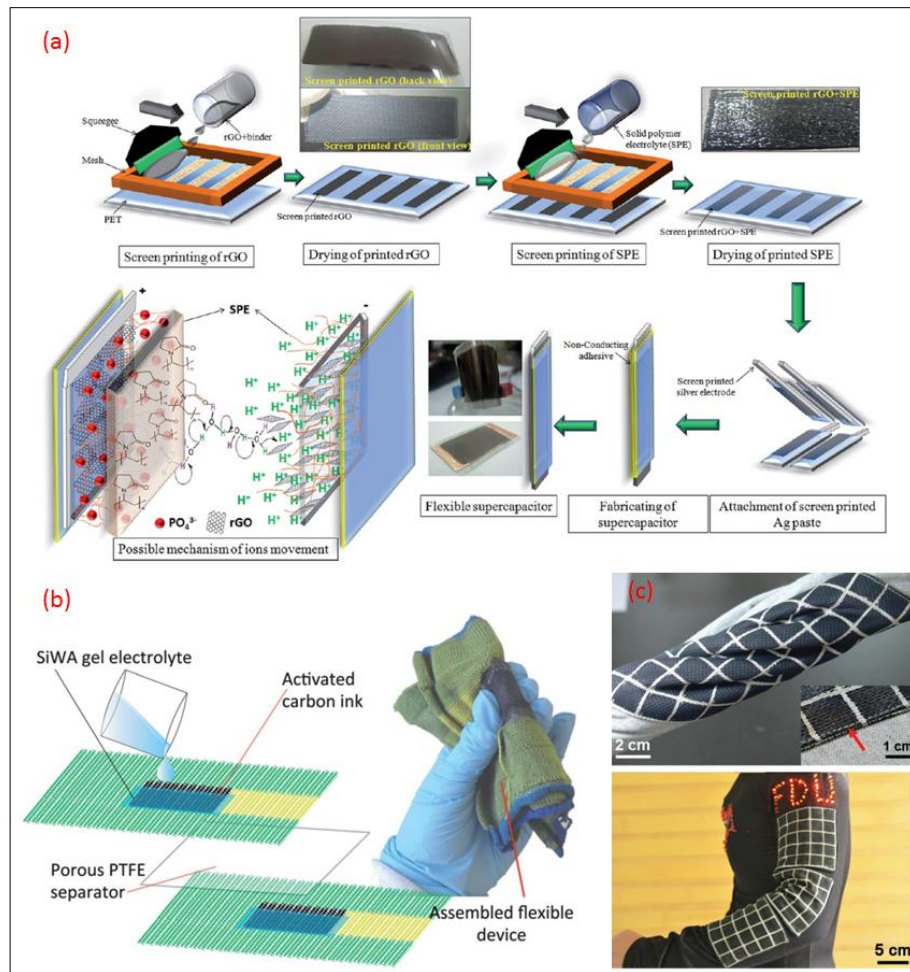 (a)
Screen printed rGO (back view)
Screen printed rGO (front view)
Screen printed rGO+SPE
Squeegee
rGO+binder
Mesh
PET
Screen printed rGO
Solid polymer
electrolyte (SPE)
Screen printed rGO+SPE
Screen printing of rGO
Drying of printed rGO
Screen printing of SPE
Drying of printed SPE
+
SPE
-
H⁺
Non-Conducting
adhesive
Screen printed
silver electrode
PO₄³⁻
rGO
Possible mechanism of ions movement
Flexible supercapacitor
Fabricating of
supercapacitor
Attachment of screen printed
Ag paste
(b)
SiWA gel electrolyte
Activated
carbon ink
Porous PTFE
separator
Assembled flexible
device
(c)
2 cm
1 cm
FDU
5 cm